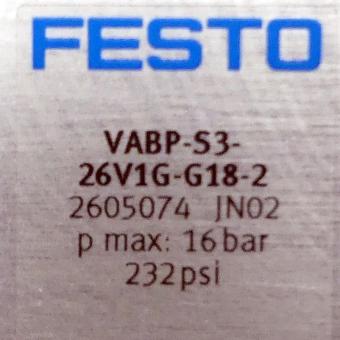 FESTO
VABP-S3-
26V1G-G18-2
2605074 JN02
p max: 16 bar
232psi